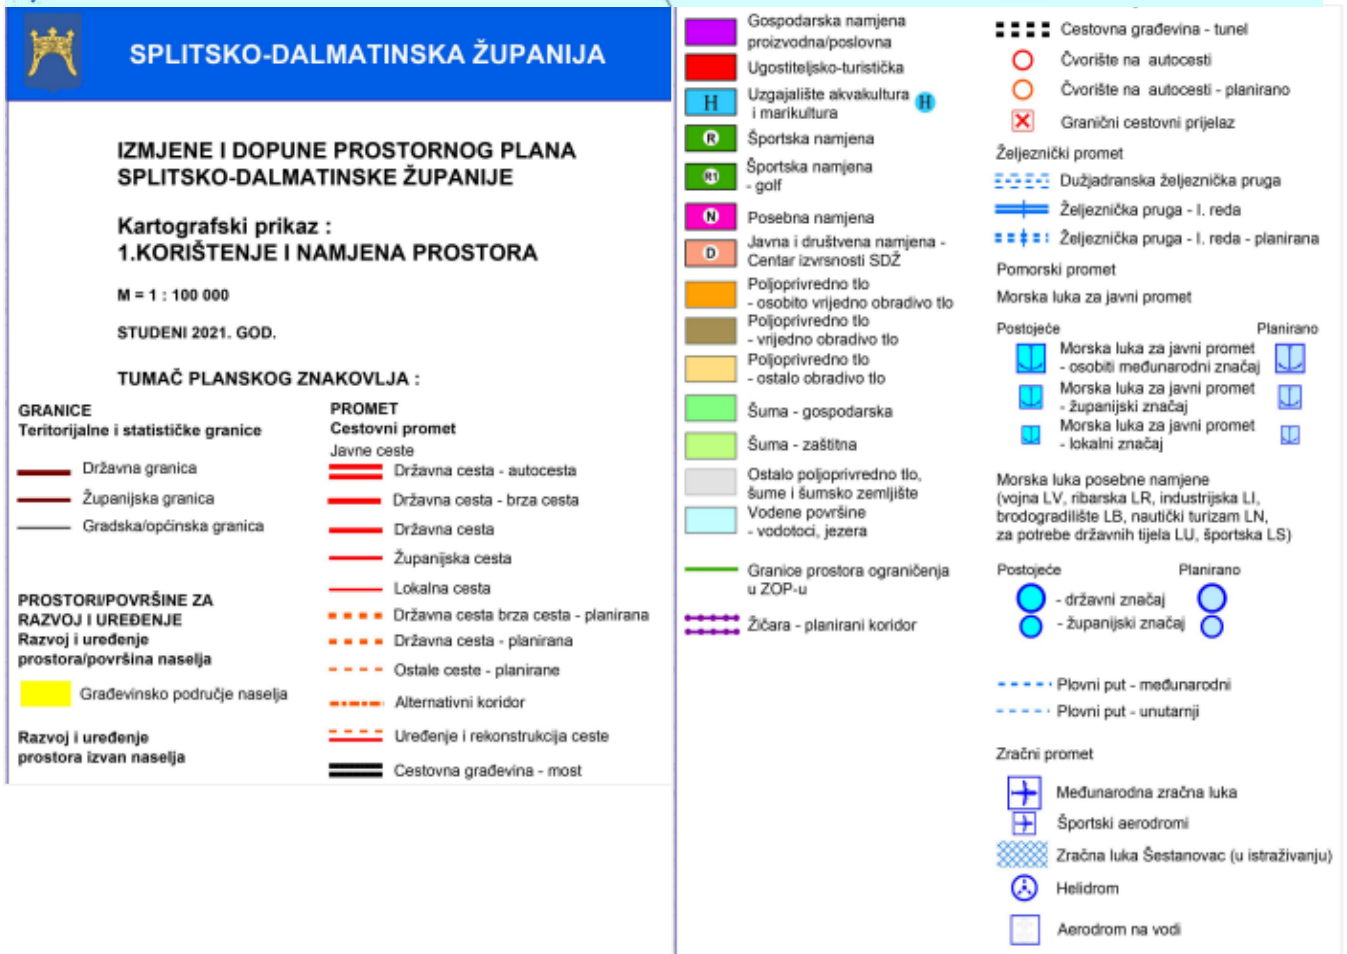 SPLITSKO-DALMATINSKA ŽUPANIJA
IZMJENE I DOPUNE PROSTORNOG PLANA
SPLITSKO-DALMATINSKE ŽUPANIJE
Kartografski prikaz :
1.KORIŠTENJE I NAMJENA PROSTORA
M = 1 : 100 000
STUDENI 2021. GOD.
TUMAČ PLANSKOG ZNAKOVLJA :
GRANICE
Teritorijalne i statističke granice
Državna granica
Županijska granica
Gradska/općinska granica
PROSTORI/POVRŠINE ZA
RAZVOJ I UREĐENJE
Razvoj i uređenje
prostora/površina naselja
Građevinsko područje naselja
Razvoj i uređenje
prostora izvan naselja
PROMET
Cestovni promet
Javne ceste
Državna cesta - autocesta
Državna cesta - brza cesta
Državna cesta
Županijska cesta
Lokalna cesta
Državna cesta brza cesta - planirana
Državna cesta - planirana
Ostale ceste - planirane
Alternativni koridor
Uređenje i rekonstrukcija ceste
Cestovna građevina - most
Gospodarska namjena
proizvodna/poslovna
Ugostiteljsko-turistička
H Uzgajalište akvakultura H
i marikultura
R Športska namjena
R1 Športska namjena
- golf
N Posebna namjena
D Javna i društvena namjena -
Centar izvrsnosti SDŽ
Poljoprivredno tlo
- osobito vrijedno obradivo tlo
Poljoprivredno tlo
- vrijedno obradivo tlo
Poljoprivredno tlo
- ostalo obradivo tlo
Šuma - gospodarska
Šuma - zaštitna
Ostalo poljoprivredno tlo,
šume i šumsko zemljište
Vodene površine
- vodotoci, jezera
Granice prostora ograničenja
u ZOP-u
Žičara - planirani koridor
Cestovna građevina - tunel
Čvorište na autocesti
Čvorište na autocesti - planirano
Granični cestovni prijelaz
Željeznički promet
Dužjadranska željeznička pruga
Željeznička pruga - I. reda
Željeznička pruga - I. reda - planirana
Pomorski promet
Morska luka za javni promet
Postojeće Planirano
Morska luka za javni promet
- osobiti međunarodni značaj
Morska luka za javni promet
- županijski značaj
Morska luka za javni promet
- lokalni značaj
Morska luka posebne namjene
(vojna LV, ribarska LR, industrijska LI,
brodogradilište LB, nautički turizam LN,
za potrebe državnih tijela LU, športska LS)
Postojeće Planirano
- državni značaj
- županijski značaj
Plovni put - međunarodni
Plovni put - unutarnji
Zračni promet
Međunarodna zračna luka
Športski aerodromi
Zračna luka Šestanovac (u istraživanju)
Helidrom
Aerodrom na vodi